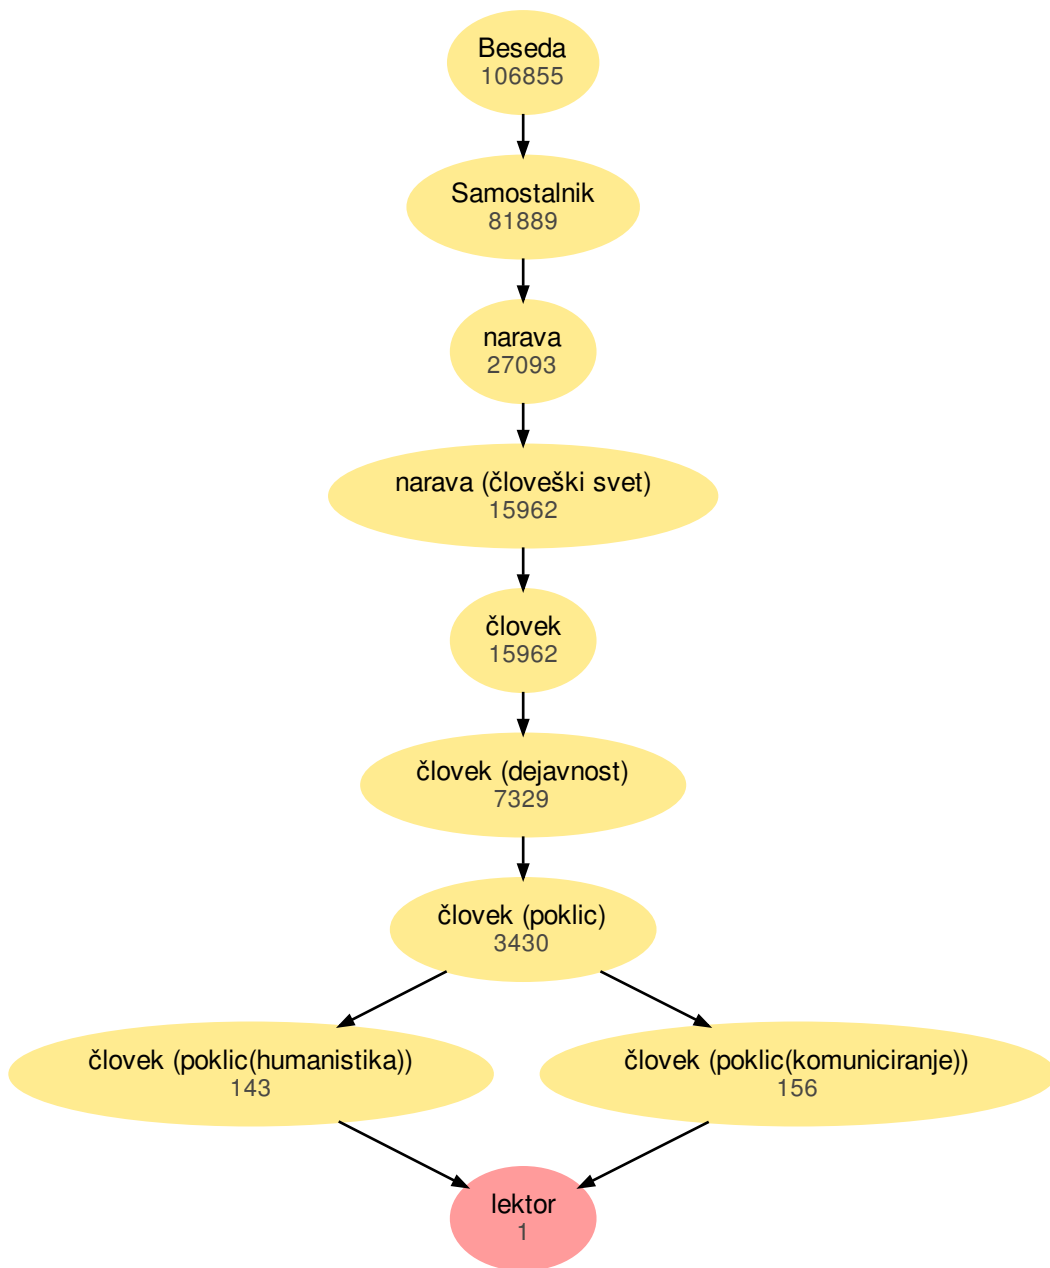 Beseda
106855
Samostalnik
81889
narava
27093
narava (človeški svet)
15962
človek
15962
človek (dejavnost)
7329
človek (poklic)
3430
človek (poklic(humanistika))
143
človek (poklic(komuniciranje))
156
lektor
1